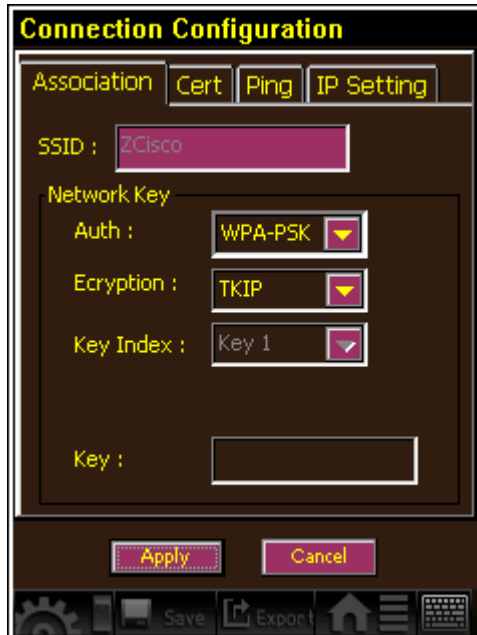 Connection Configuration
Association Cert Ping IP Setting
SSID : ZCisco
Network Key
Auth : WPA-PSK
Ecryption : TKIP
Key Index : Key 1
Key :
Apply Cancel
Save Export